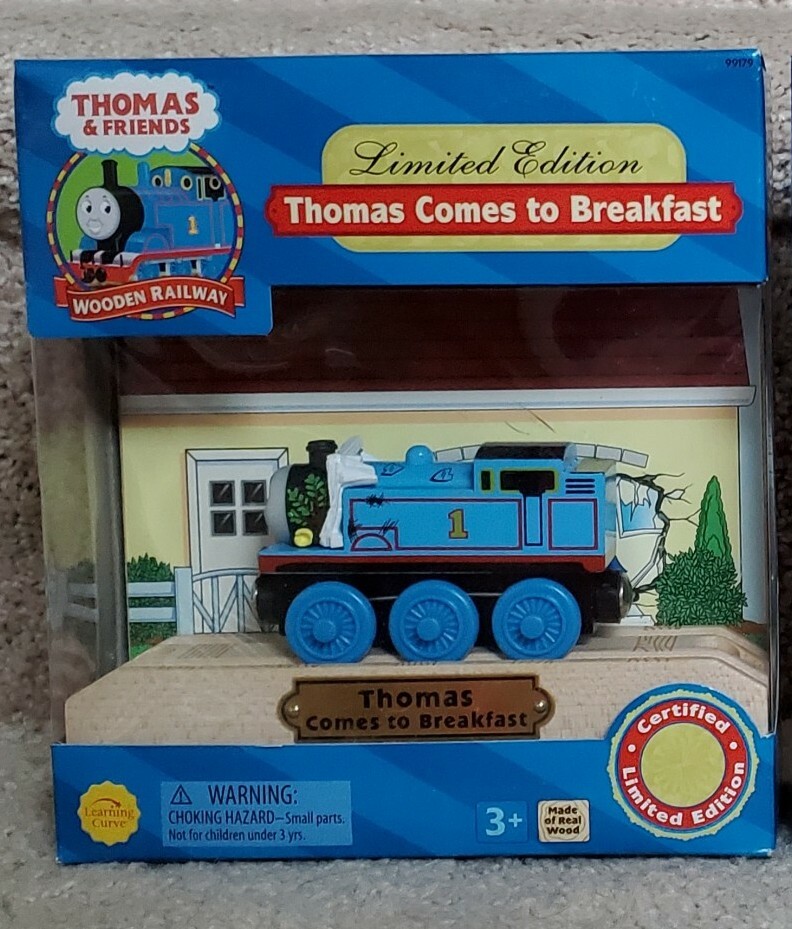 99179
THOMAS
& FRIENDS
Limited Edition
Thomas Comes to Breakfast
1
WOODEN RAILWAY
1
Thomas
Comes to Breakfast
Certified
Limited Edition
Learning
Curve
WARNING:
CHOKING HAZARD–Small parts.
Not for children under 3 yrs.
3+
Made
of Real
Wood